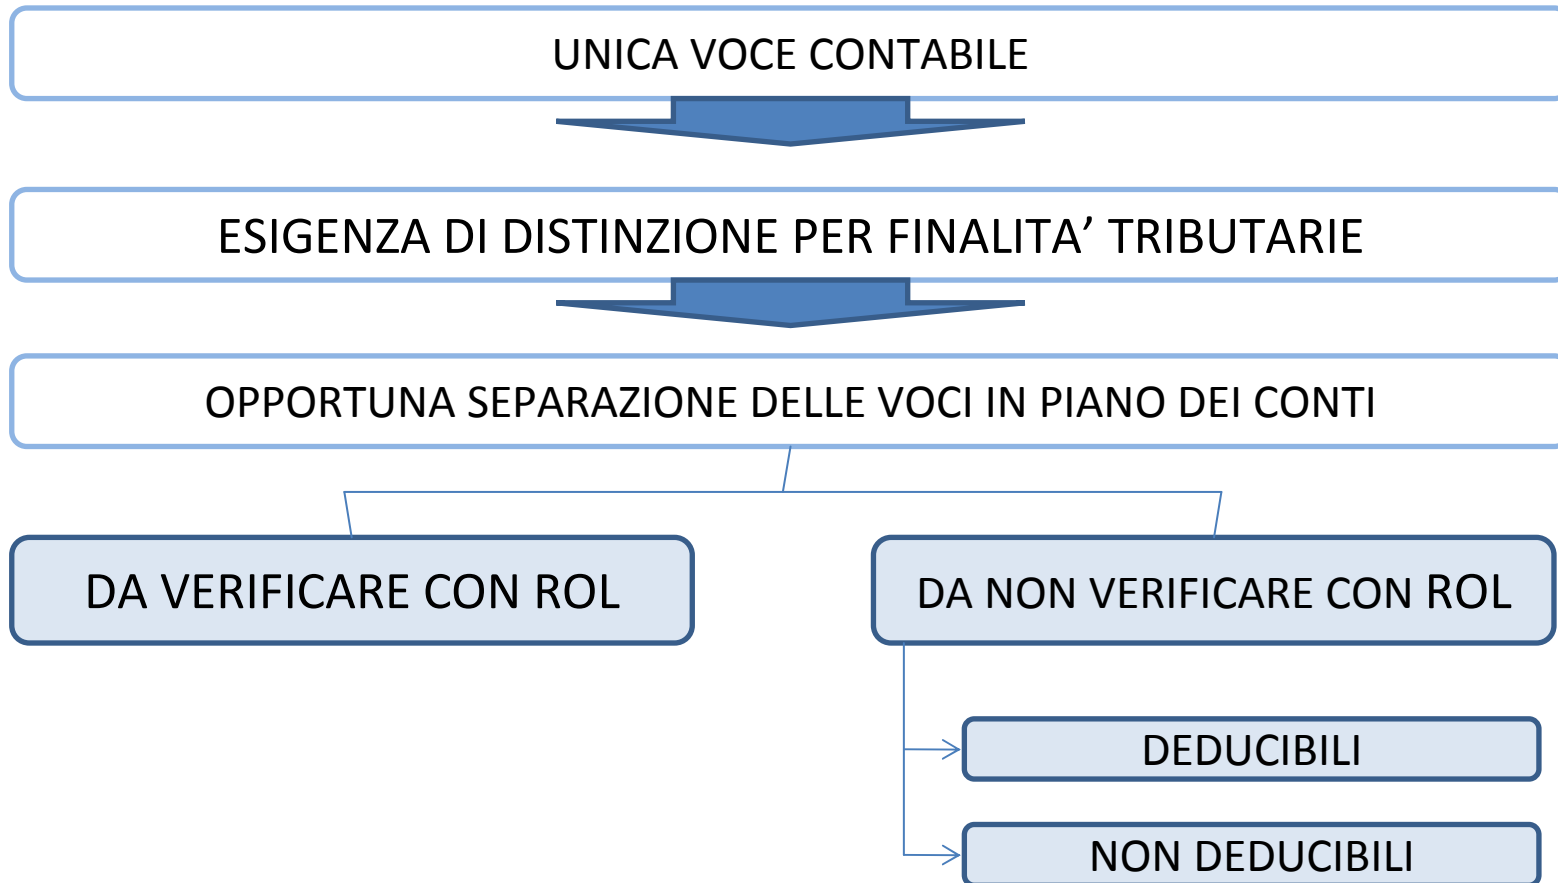 UNICA VOCE CONTABILE
ESIGENZA DI DISTINZIONE PER FINALITA’ TRIBUTARIE
OPPORTUNA SEPARAZIONE DELLE VOCI IN PIANO DEI CONTI
DA VERIFICARE CON ROL
DA NON VERIFICARE CON ROL
DEDUCIBILI
NON DEDUCIBILI